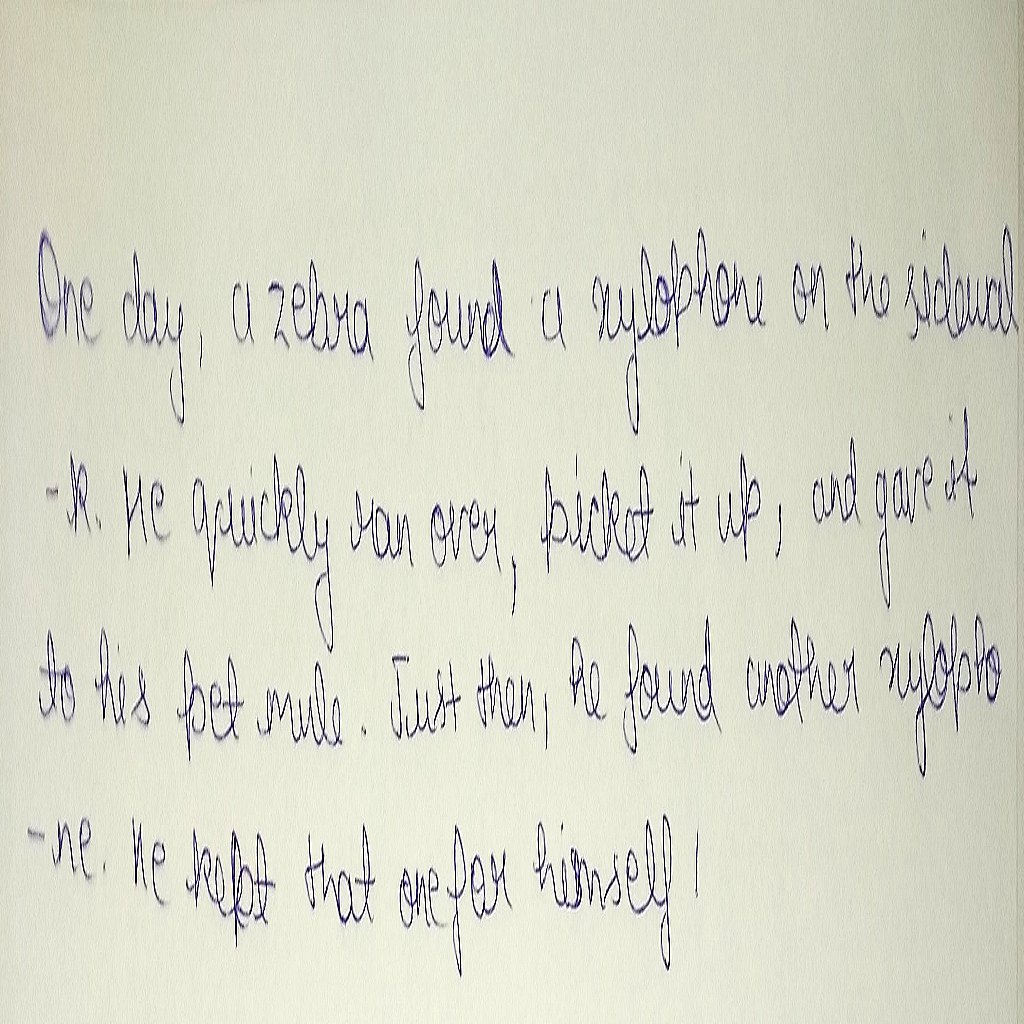 One day, a zebra found a xylophone on the sidewal
-k. He quickly ran over, picket it up, and gave it
to his pet mule. Just then, he found another xylopho
-ne. He kept that one for himself!